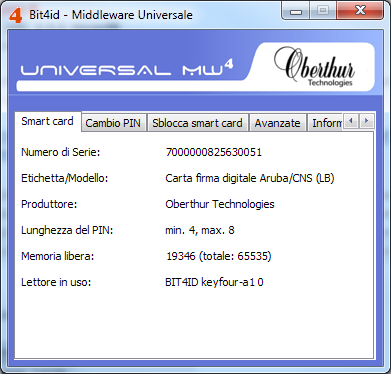 4 Bit4id - Middleware Universale
UNIVERSAL MW4
Oberthur
Technologies
Smart card Cambio PIN Sblocca smart card Avanzate Inform
Numero di Serie: 7000000825630051
Etichetta/Modello: Carta firma digitale Aruba/CNS (LB)
Produttore: Oberthur Technologies
Lunghezza del PIN: min. 4, max. 8
Memoria libera: 19346 (totale: 65535)
Lettore in uso: BIT4ID keyfour-a1 0